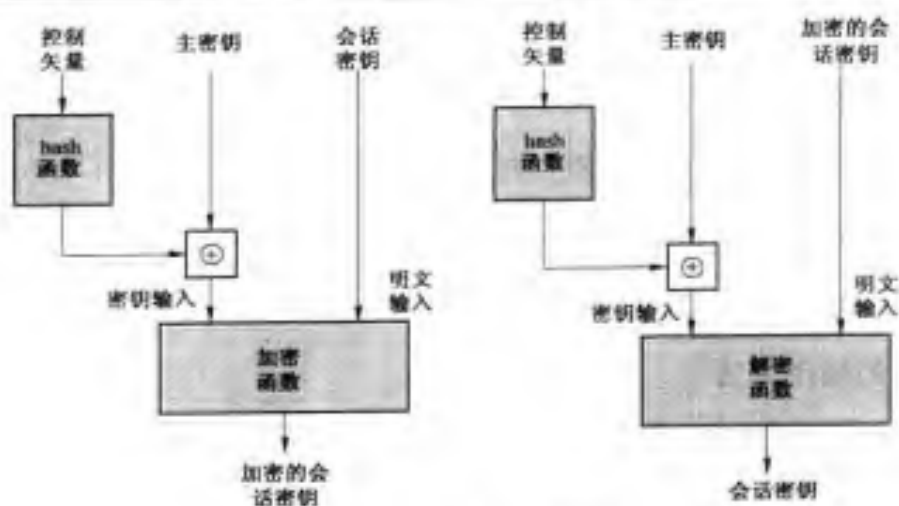 控制
矢量
主密钥
会话
密钥
hash
函数
⊕
密钥输入
明文
输入
加密
函数
加密的会
话密钥
控制
矢量
主密钥
加密的会
话密钥
hash
函数
⊕
密钥输入
明文
输入
解密
函数
会话密钥